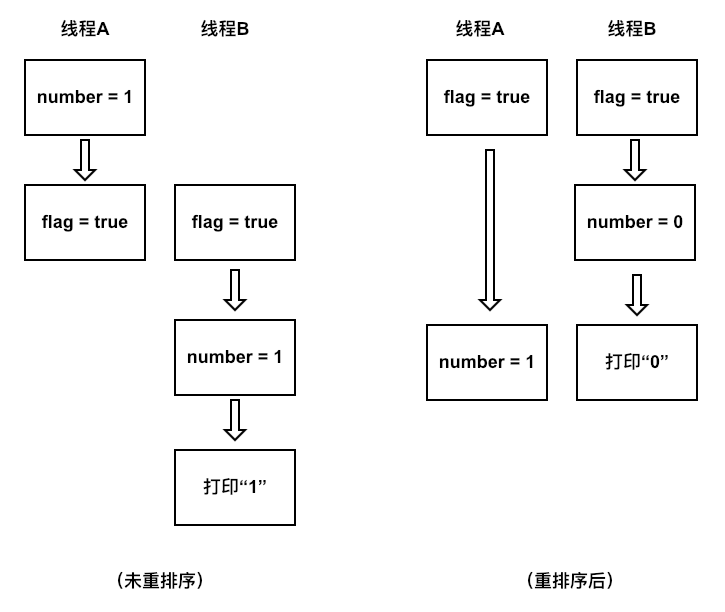 线程A
线程B
number = 1
flag = true
flag = true
number = 1
打印“1”
（未重排序）
线程A
线程B
flag = true
flag = true
number = 0
number = 1
打印“0”
（重排序后）